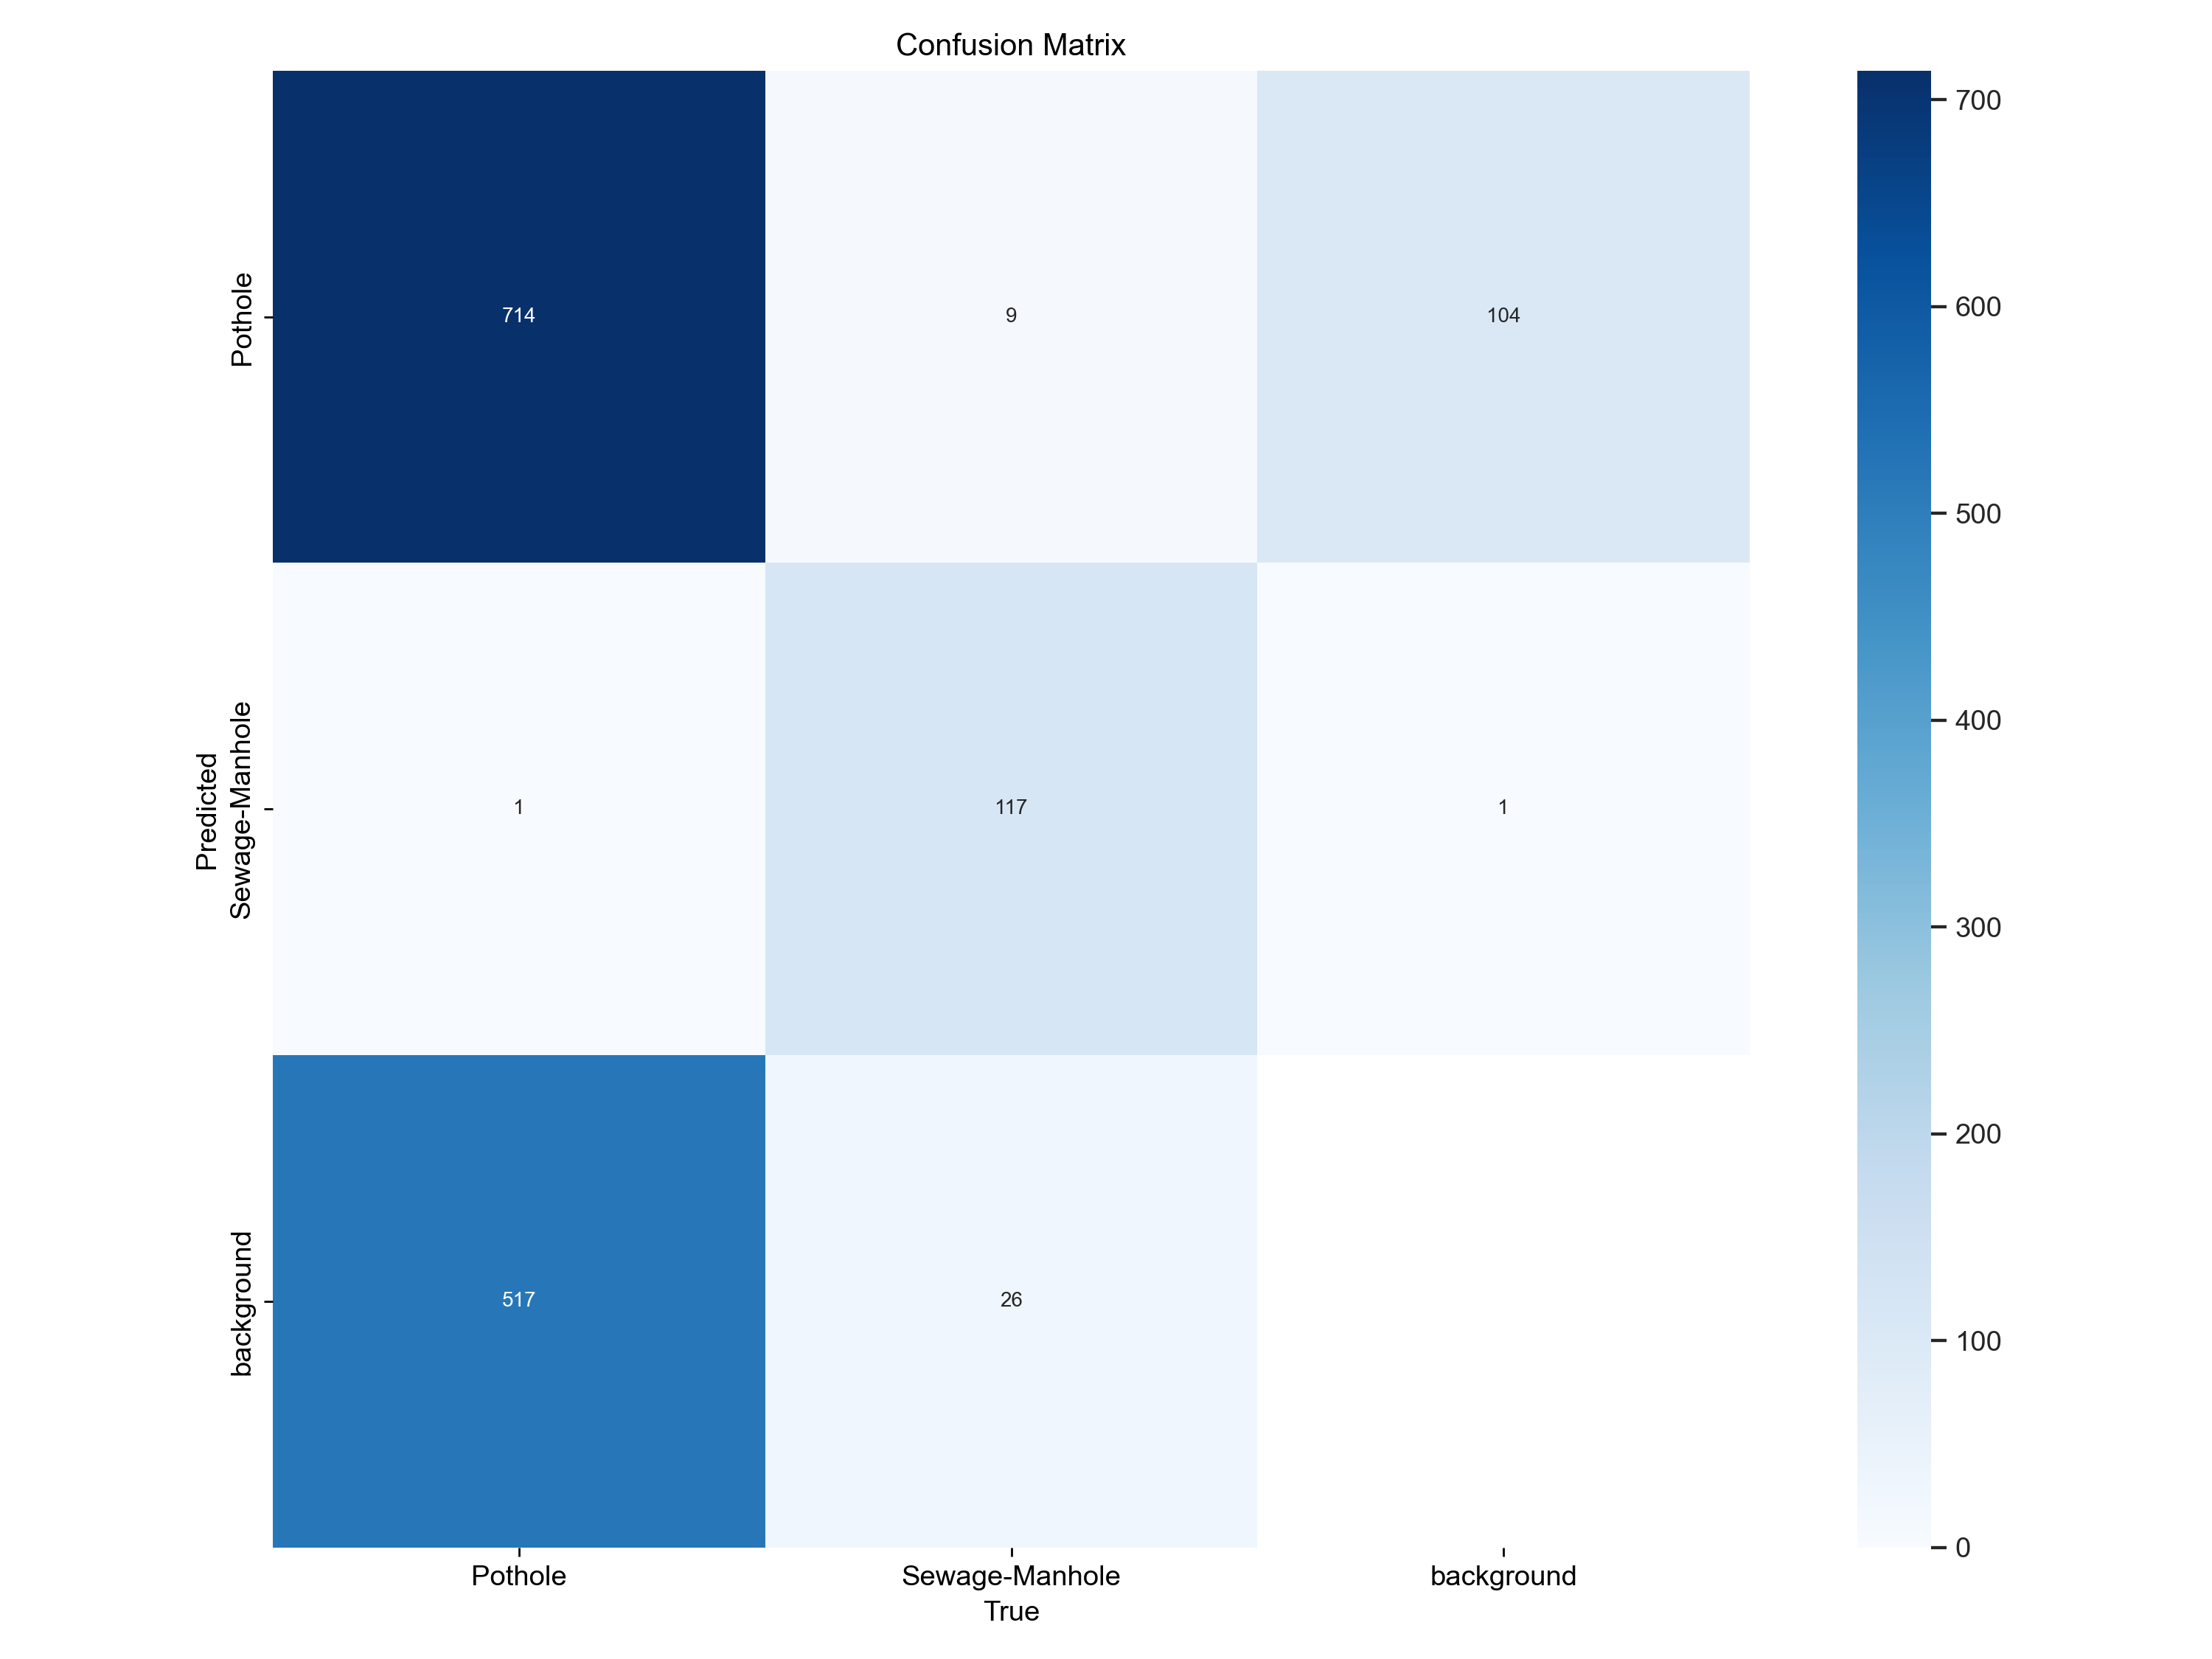 Confusion Matrix
Predicted
Pothole
714
9
104
Sewage-Manhole
1
117
1
background
517
26
Pothole
Sewage-Manhole
background
True
700
600
500
400
300
200
100
0